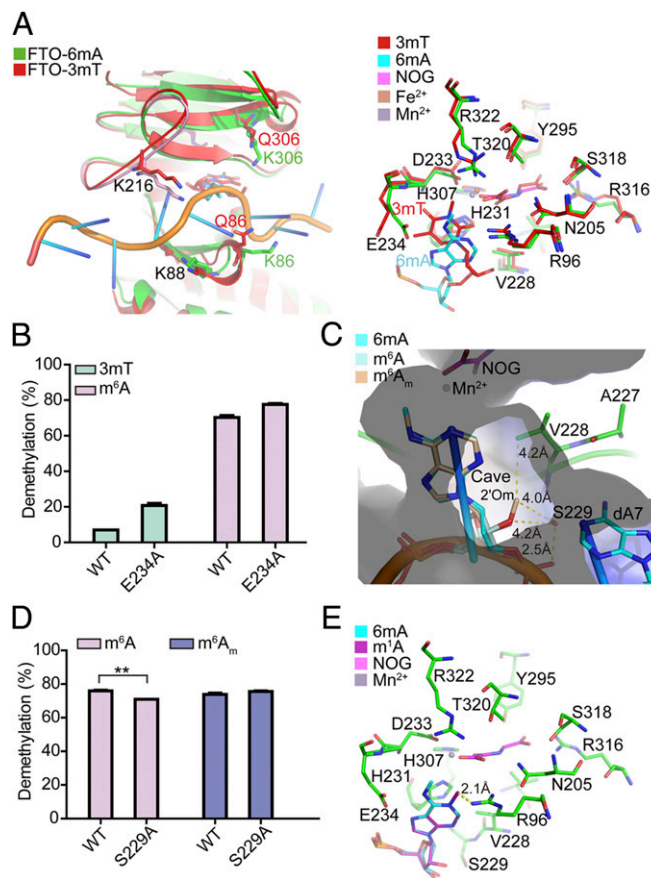 A
FTO-6mA
FTO-3mT
Q306
K306
K216
Q86
K86
K88
3mT
6mA
NOG
Fe²⁺
Mn²⁺
R322
T320
Y295
D233
S318
H307
R316
3mT
H231
N205
E234
R96
6mA
V228
B
3mT
m⁶A
Demethylation (%)
100
80
60
40
20
0
WT
E234A
WT
E234A
C
6mA
m⁶A
m⁶Aₘ
NOG
Mn²⁺
A227
V228
4.2Å
Cave
2'Om
4.0Å
S229
dA7
4.2Å
2.5Å
D
m⁶A
m⁶Aₘ
Demethylation (%)
100
80
60
40
20
0
**
WT
S229A
WT
S229A
E
6mA
m¹A
NOG
Mn²⁺
R322
Y295
T320
S318
D233
R316
H307
H231
N205
2.1Å
E234
R96
V228
S229